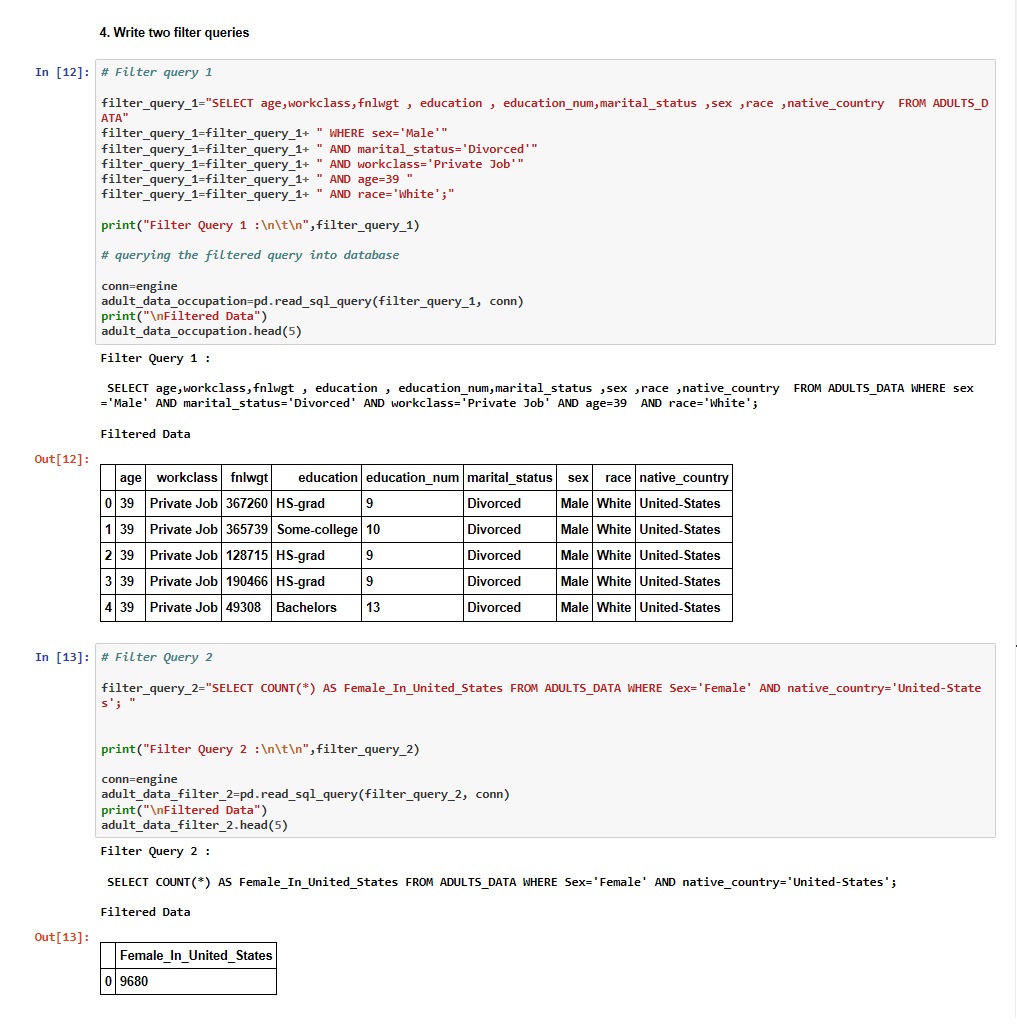 4. Write two filter queries
In [12]: # Filter query 1
filter_query_1="SELECT age,workclass,fnlwgt , education , education_num,marital_status ,sex ,race ,native_country  FROM ADULTS_D
ATA"
filter_query_1=filter_query_1+ " WHERE sex='Male'"
filter_query_1=filter_query_1+ " AND marital_status='Divorced'"
filter_query_1=filter_query_1+ " AND workclass='Private Job'"
filter_query_1=filter_query_1+ " AND age=39 "
filter_query_1=filter_query_1+ " AND race='White';"
print("Filter Query 1 :\n\t\n",filter_query_1)
# querying the filtered query into database
conn=engine
adult_data_occupation=pd.read_sql_query(filter_query_1, conn)
print("\nFiltered Data")
adult_data_occupation.head(5)
Filter Query 1 :
SELECT age,workclass,fnlwgt , education , education_num,marital_status ,sex ,race ,native_country  FROM ADULTS_DATA WHERE sex
='Male' AND marital_status='Divorced' AND workclass='Private Job' AND age=39  AND race='White';
Filtered Data
Out[12]:
age workclass fnlwgt education education_num marital_status sex race native_country
0 39 Private Job 367260 HS-grad 9 Divorced Male White United-States
1 39 Private Job 365739 Some-college 10 Divorced Male White United-States
2 39 Private Job 128715 HS-grad 9 Divorced Male White United-States
3 39 Private Job 190466 HS-grad 9 Divorced Male White United-States
4 39 Private Job 49308 Bachelors 13 Divorced Male White United-States
In [13]: # Filter Query 2
filter_query_2="SELECT COUNT(*) AS Female_In_United_States FROM ADULTS_DATA WHERE Sex='Female' AND native_country='United-State
s'; "
print("Filter Query 2 :\n\t\n",filter_query_2)
conn=engine
adult_data_filter_2=pd.read_sql_query(filter_query_2, conn)
print("\nFiltered Data")
adult_data_filter_2.head(5)
Filter Query 2 :
SELECT COUNT(*) AS Female_In_United_States FROM ADULTS_DATA WHERE Sex='Female' AND native_country='United-States';
Filtered Data
Out[13]:
Female_In_United_States
0 9680